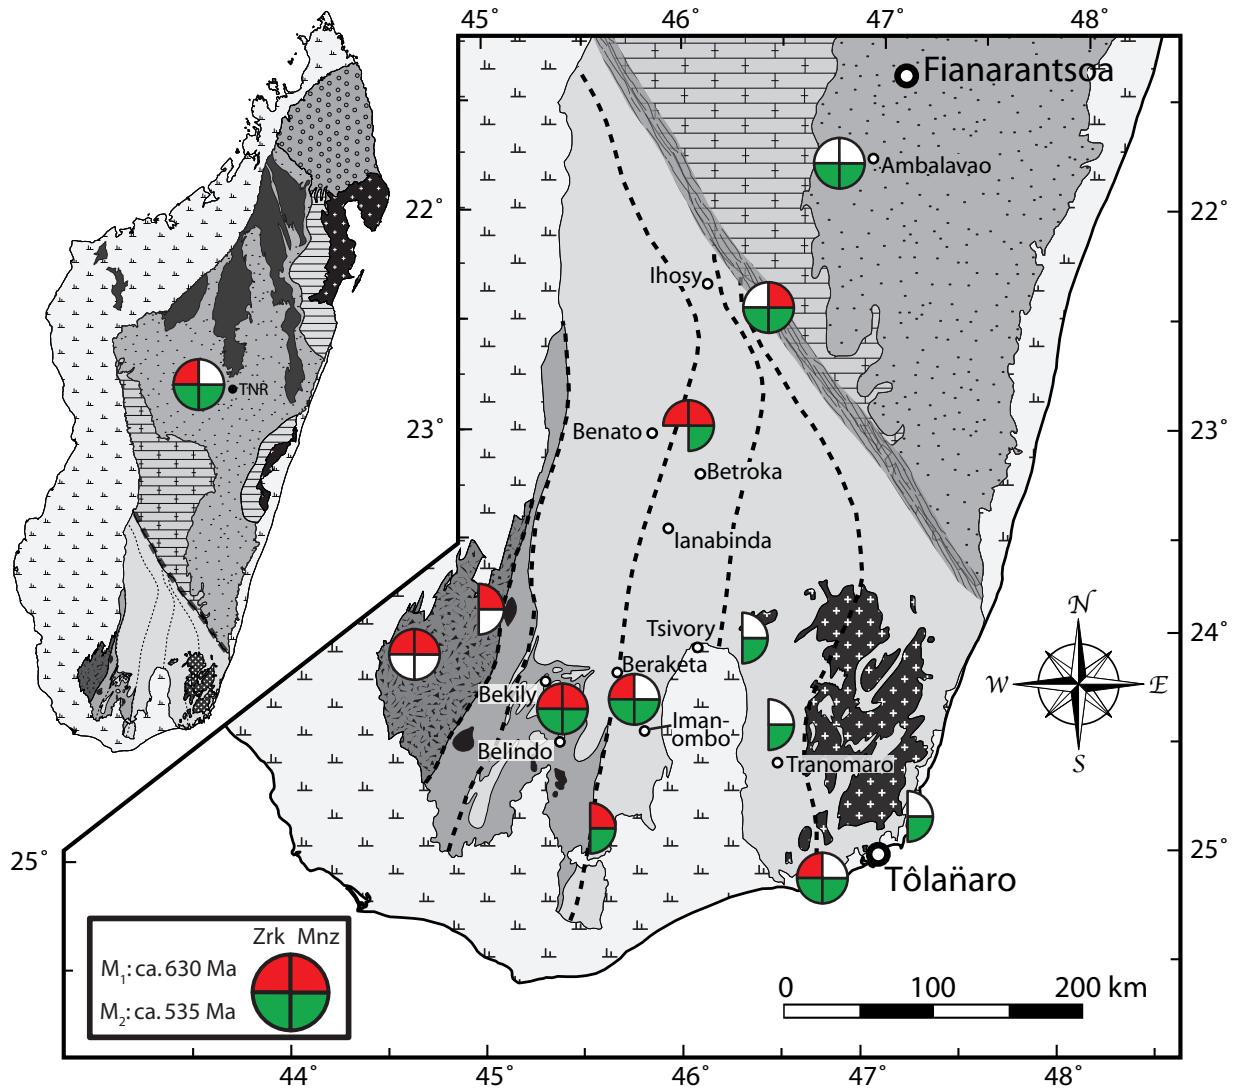 45° 46° 47° 48°
Fianarantsoa
Ambalavao
22° 22°
Ihosy
TNR
23° 23°
Benato
Betroka
Ianabinda
N
24°
Tsivory
Beraketa
W E
Bekily
Iman-
ombo
Belindo
Tranomaro
S
25° 25°
Tôlan̈aro
Zrk Mnz
M1: ca. 630 Ma
M2: ca. 535 Ma
0 100 200 km
44° 45° 46° 47° 48°